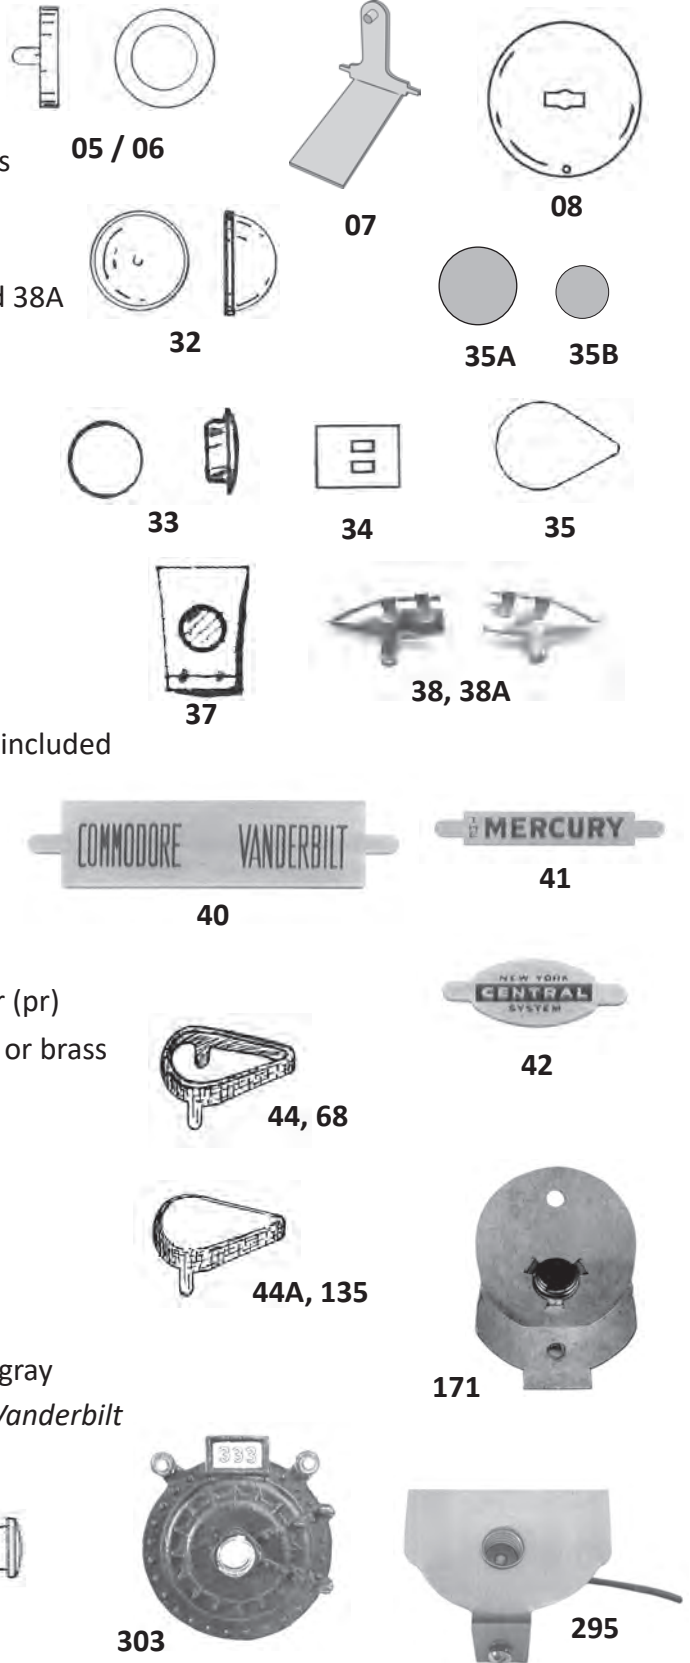 05 / 06
s
07
08
d 38A
32
35A
35B
33
34
35
37
38, 38A
included
COMMODORE VANDERBILT
40
MERCURY
41
r (pr)
or brass
NEW YORK
CENTRAL
SYSTEM
42
44, 68
44A, 135
171
gray
Vanderbilt
333
303
295